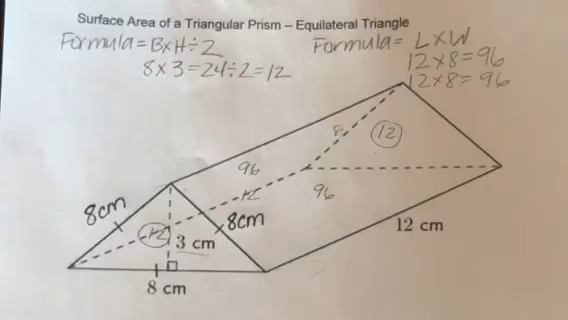 Surface Area of a Triangular Prism – Equilateral Triangle
Formula = B×H÷2
8×3=24÷2=12
Formula= L×W
12×8=96
12×8= 96
8
12
96
12
96
8cm
8cm
12
3 cm
12 cm
8 cm